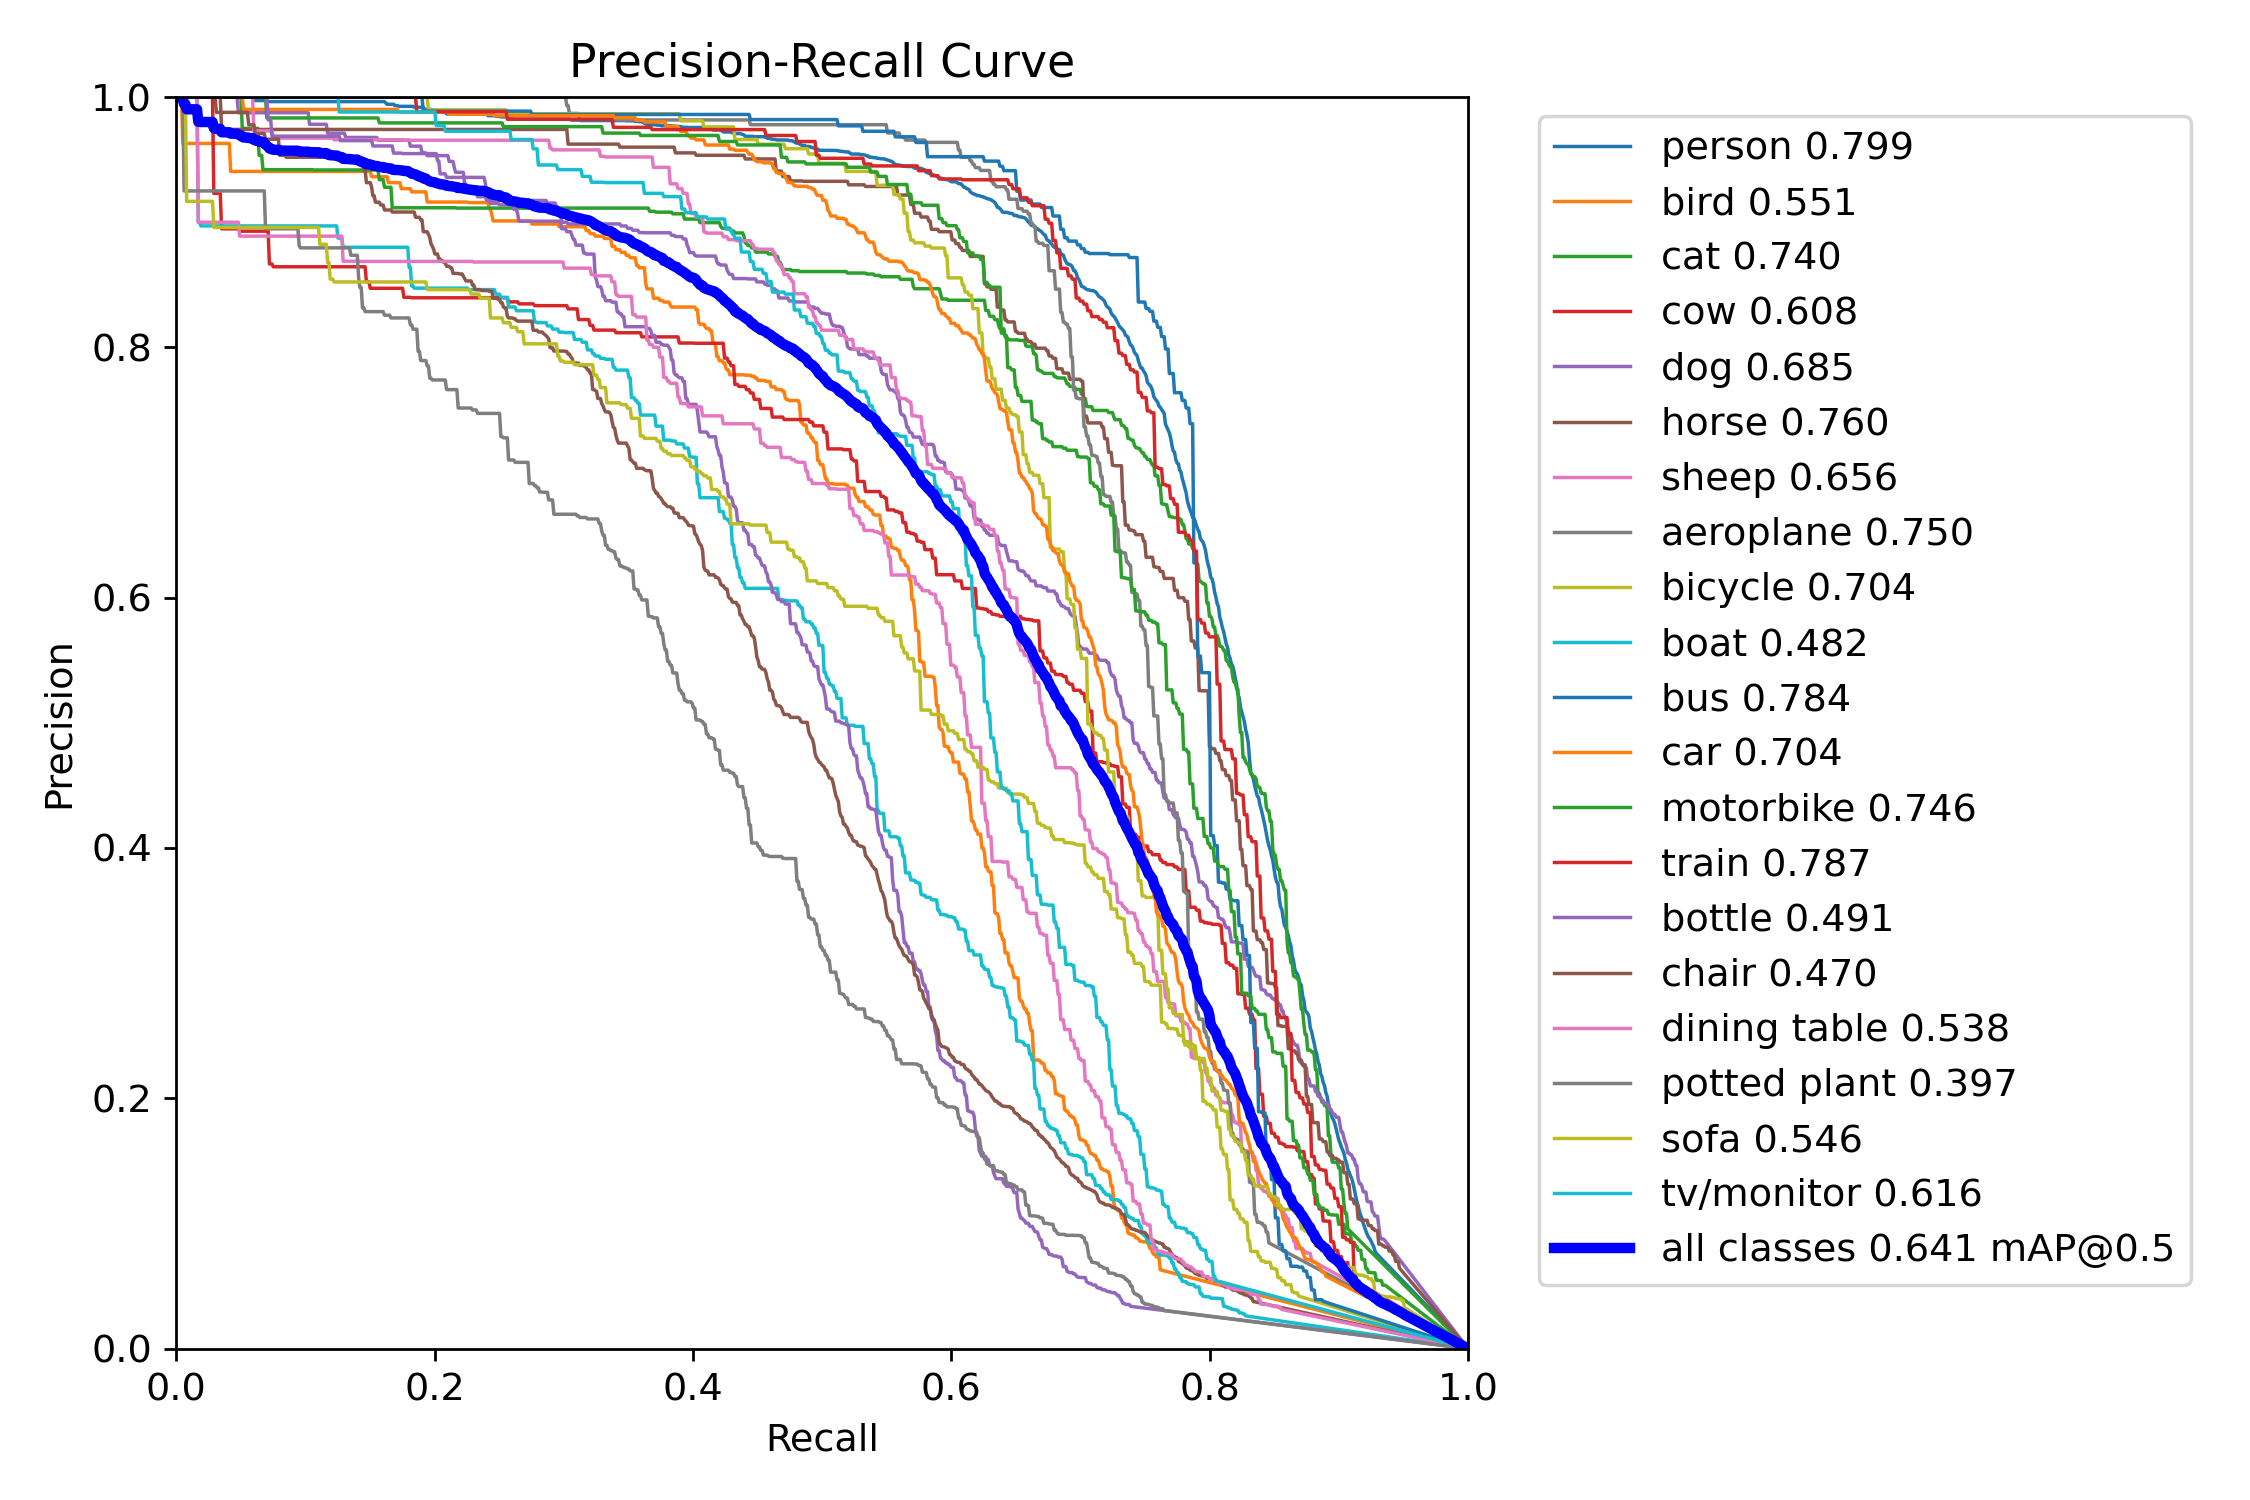 Precision-Recall Curve
1.0
0.8
0.6
0.4
0.2
0.0
Precision
0.0 0.2 0.4 0.6 0.8 1.0
Recall
person 0.799
bird 0.551
cat 0.740
cow 0.608
dog 0.685
horse 0.760
sheep 0.656
aeroplane 0.750
bicycle 0.704
boat 0.482
bus 0.784
car 0.704
motorbike 0.746
train 0.787
bottle 0.491
chair 0.470
dining table 0.538
potted plant 0.397
sofa 0.546
tv/monitor 0.616
all classes 0.641 mAP@0.5